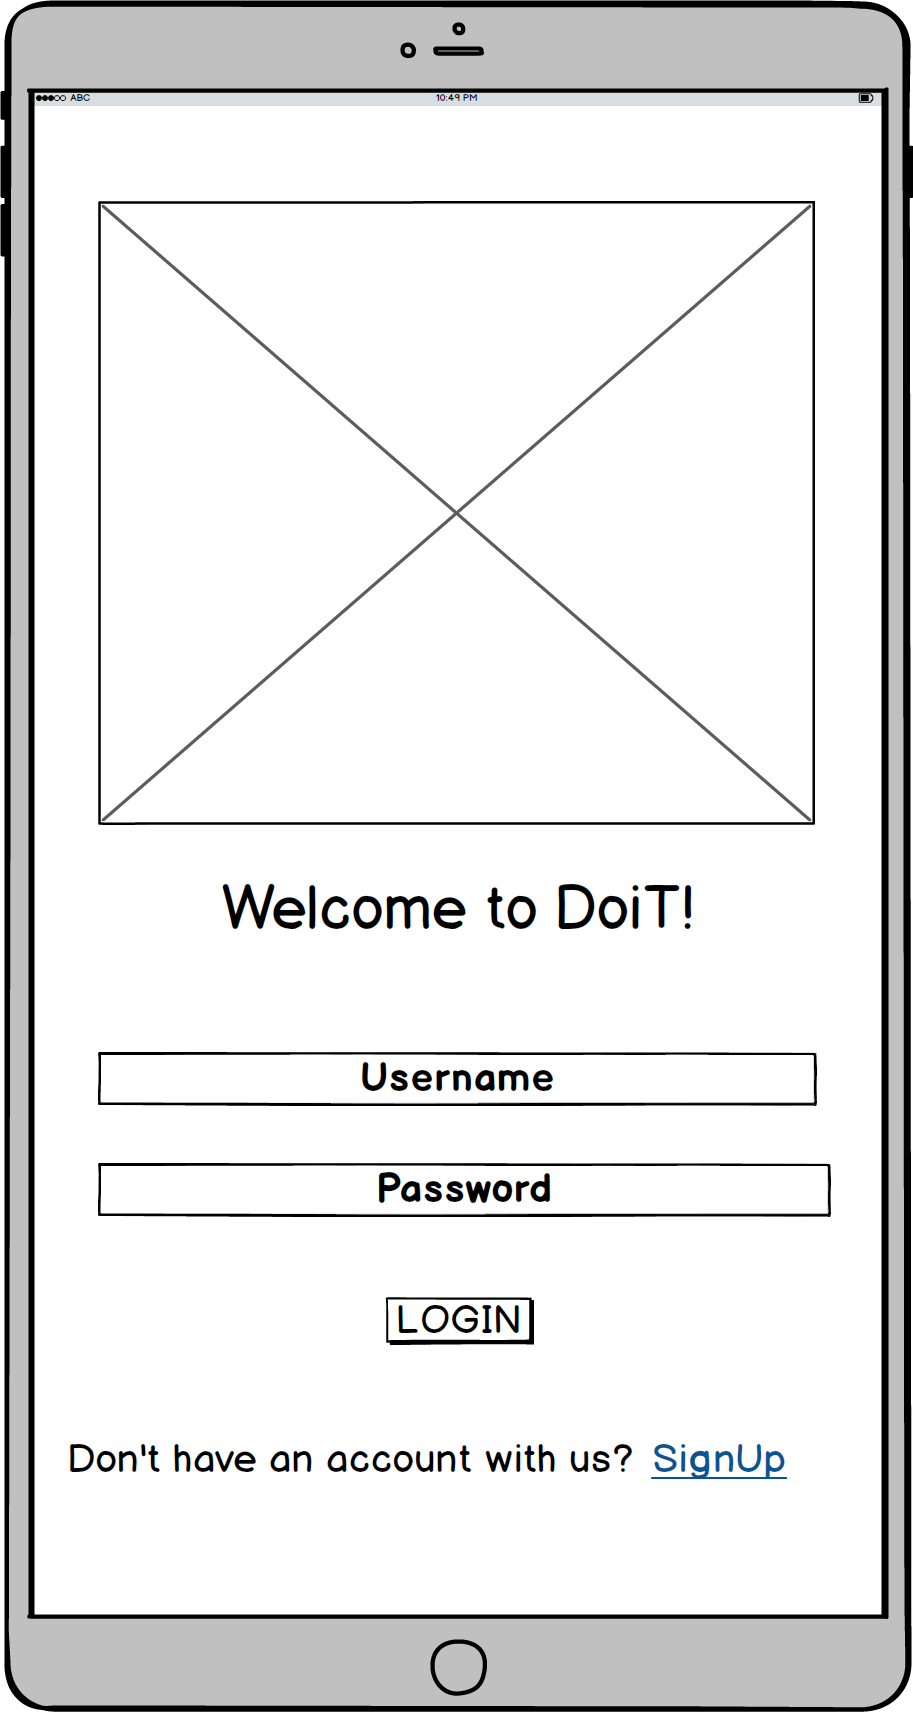 ABC 10:49 PM
Welcome to DoiT!
Username
Password
LOGIN
Don't have an account with us? SignUp